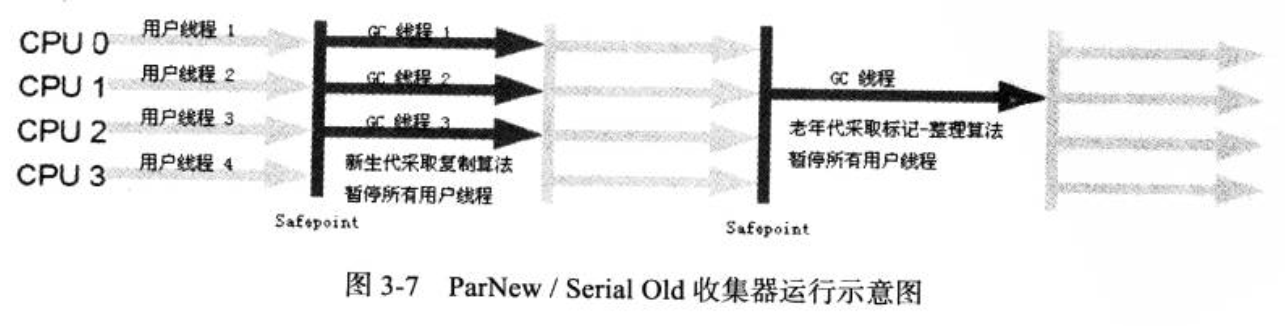 CPU 0
CPU 1
CPU 2
CPU 3
用户线程 1
用户线程 2
用户线程 3
用户线程 4
Safepoint
GC 线程 1
GC 线程 2
GC 线程 3
新生代采取复制算法
暂停所有用户线程
Safepoint
GC 线程
老年代采取标记-整理算法
暂停所有用户线程
图 3-7 ParNew / Serial Old 收集器运行示意图